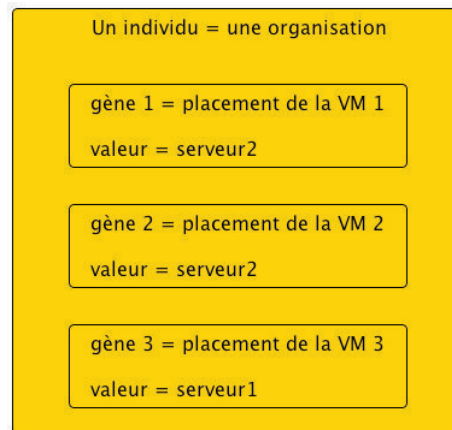 Un individu = une organisation
gène 1 = placement de la VM 1
valeur = serveur2
gène 2 = placement de la VM 2
valeur = serveur2
gène 3 = placement de la VM 3
valeur = serveur1